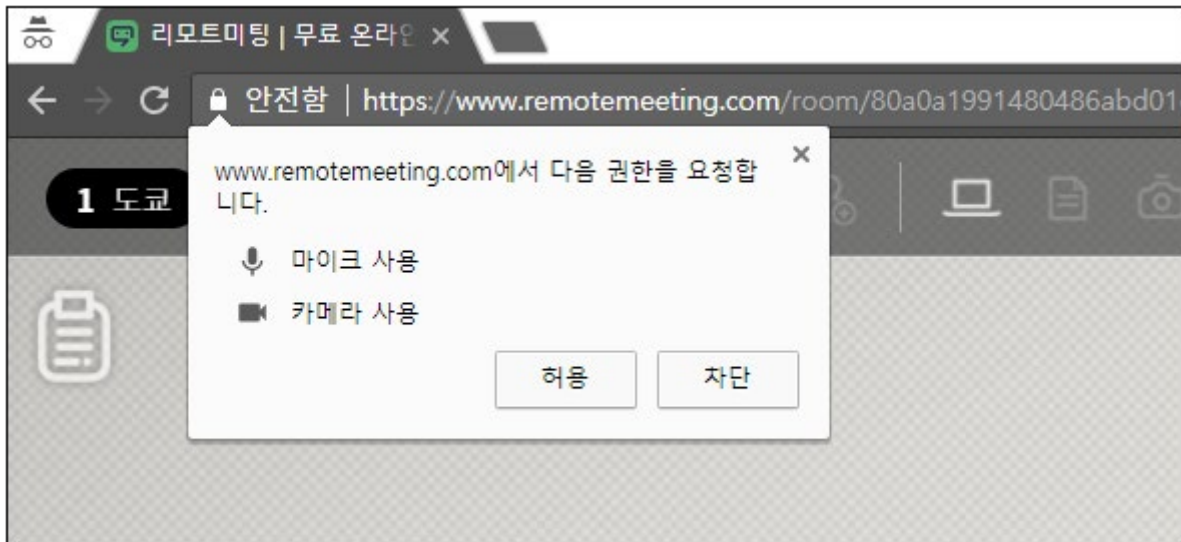 리모트미팅 | 무료 온라인
안전함 | https://www.remotemeeting.com/room/80a0a1991480486abd01
1 도쿄
www.remotemeeting.com에서 다음 권한을 요청합
니다.
마이크 사용
카메라 사용
허용 차단